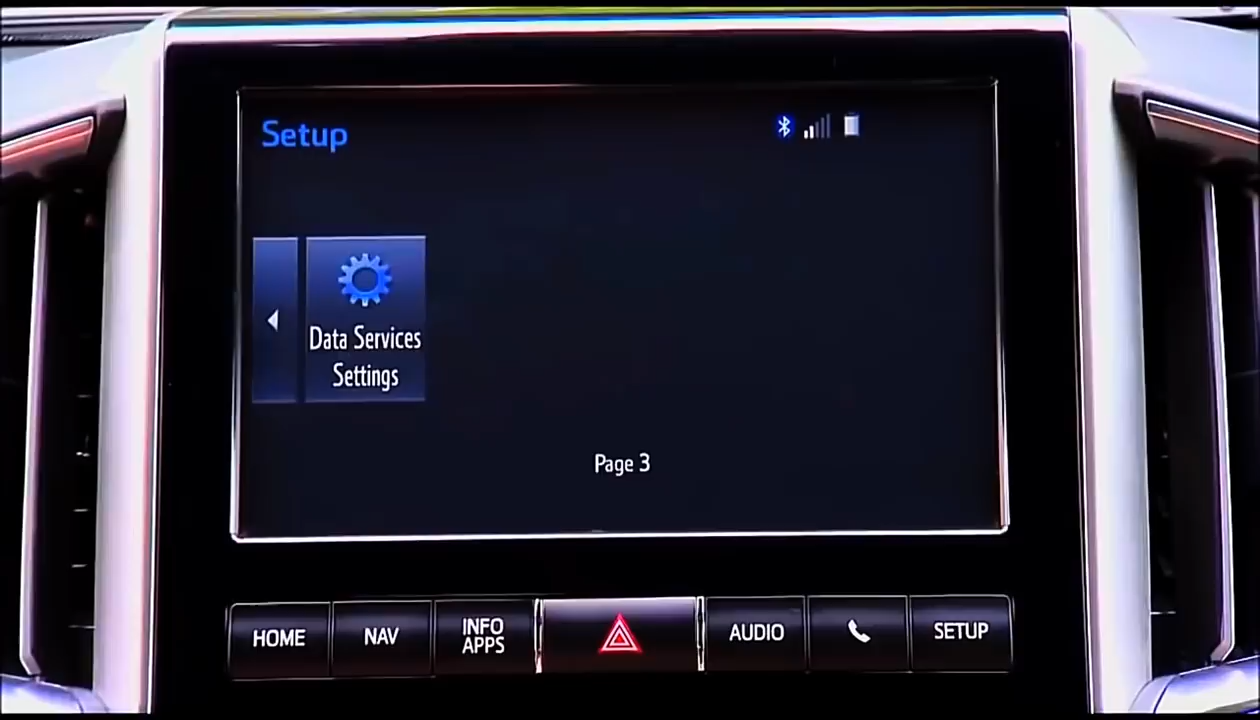 Setup
Data Services
Settings
Page 3
HOME
NAV
INFO
APPS
AUDIO
SETUP